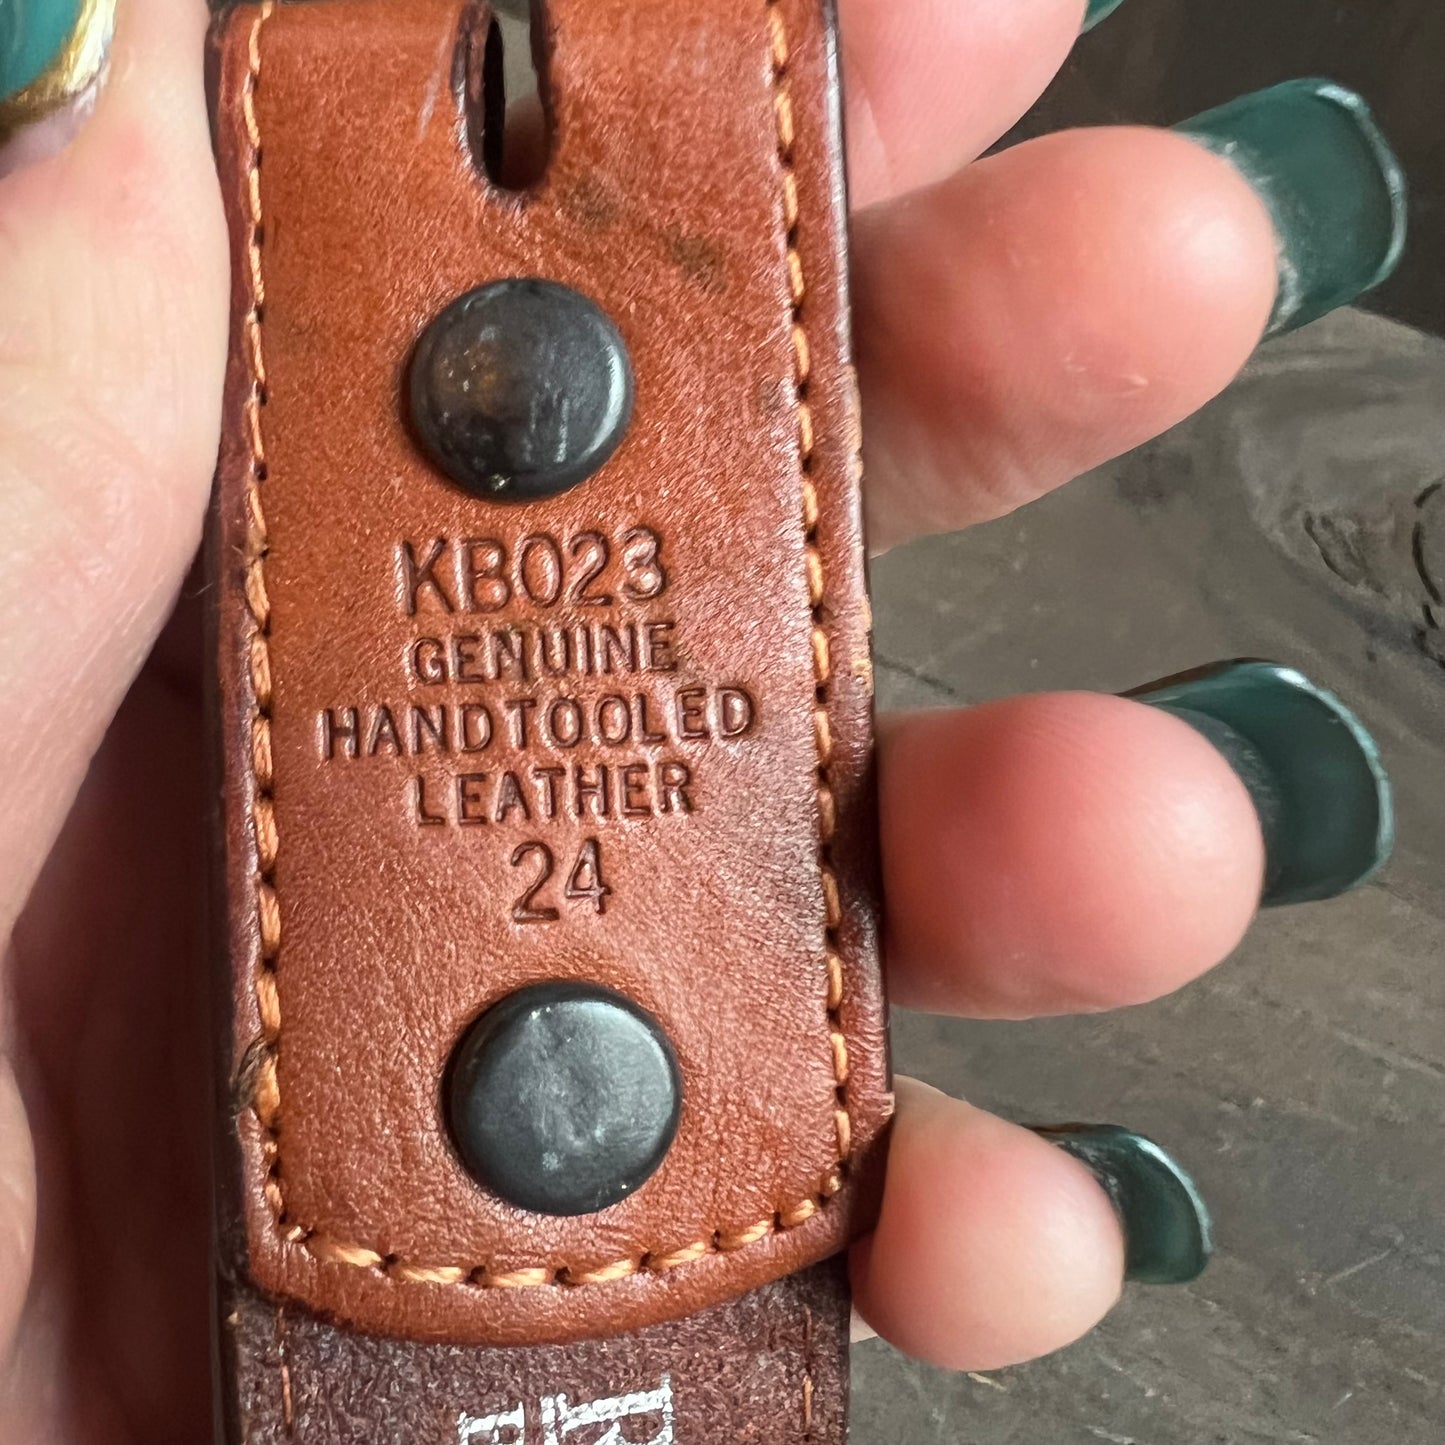 KB023
GENUINE
HANDTOOLED
LEATHER
24